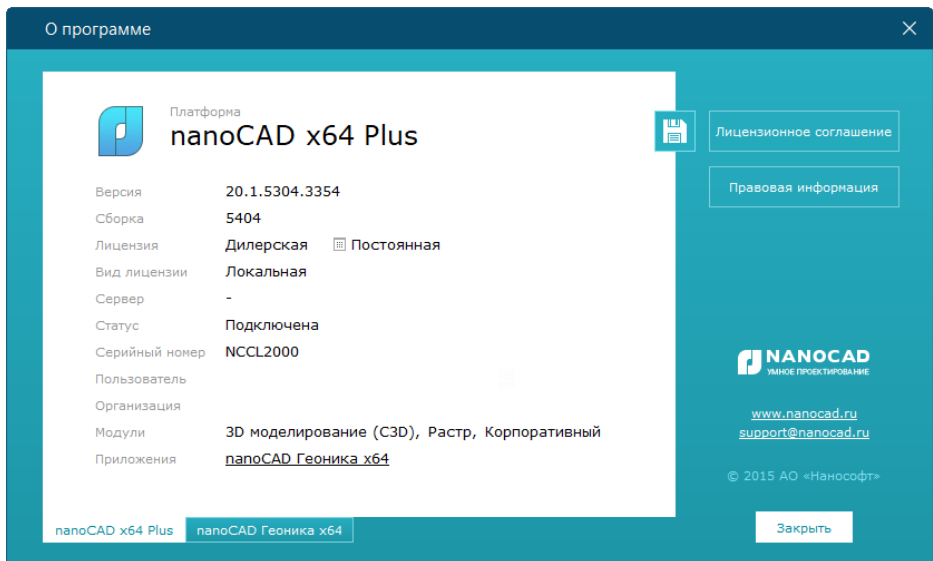 О программе
Платформа
nanoCAD x64 Plus
Версия 20.1.5304.3354
Сборка 5404
Лицензия Дилерская Постоянная
Вид лицензии Локальная
Сервер -
Статус Подключена
Серийный номер NCCL2000
Пользователь
Организация
Модули 3D моделирование (C3D), Растр, Корпоративный
Приложения nanoCAD Геоника x64
nanoCAD x64 Plus
nanoCAD Геоника x64
Лицензионное соглашение
Правовая информация
NANOCAD
УМНОЕ ПРОЕКТИРОВАНИЕ
www.nanocad.ru
support@nanocad.ru
© 2015 АО «Нанософт»
Закрыть